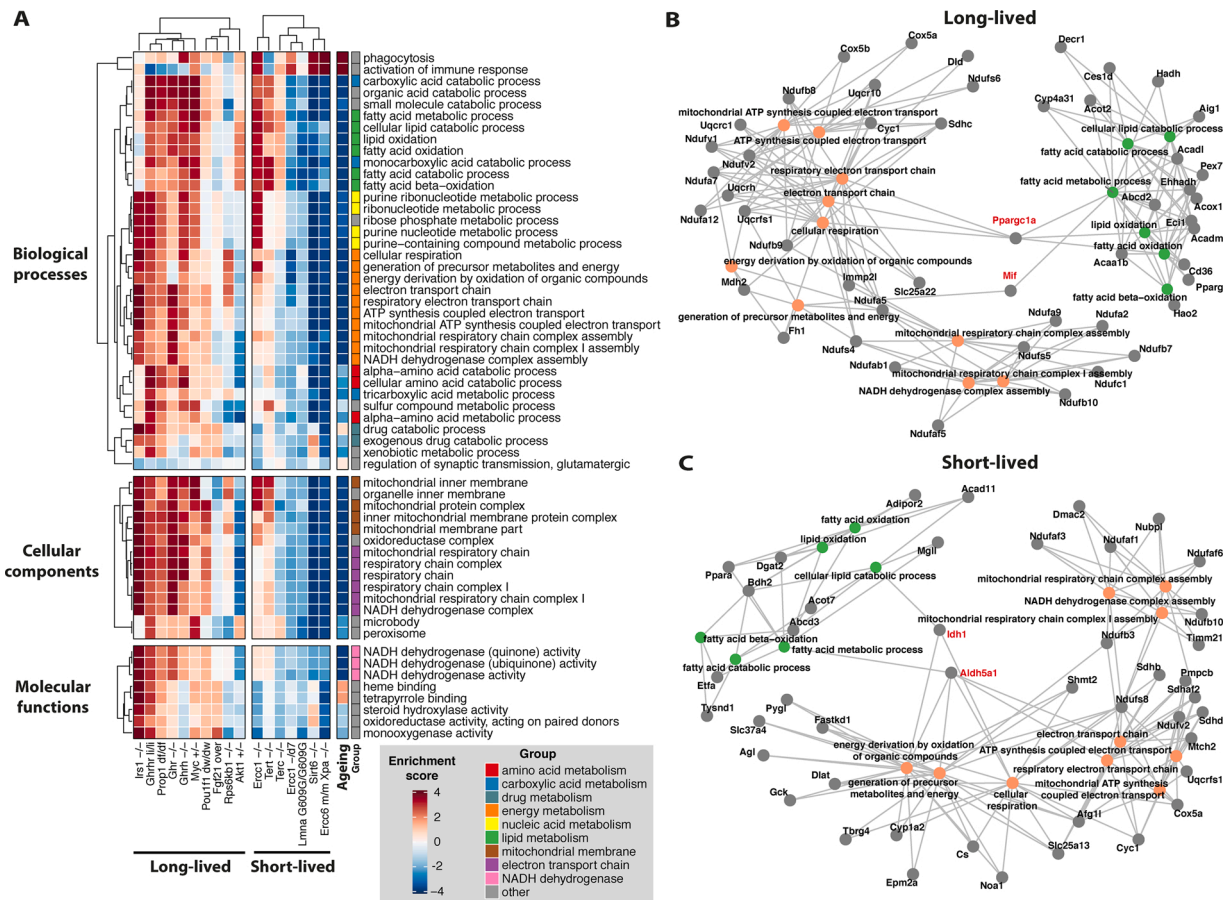 A
Biological
processes
Cellular
components
Molecular
functions
phagocytosis
activation of immune response
carboxylic acid catabolic process
organic acid catabolic process
small molecule catabolic process
fatty acid metabolic process
cellular lipid catabolic process
lipid oxidation
fatty acid oxidation
monocarboxylic acid catabolic process
fatty acid catabolic process
fatty acid beta−oxidation
purine ribonucleotide metabolic process
ribonucleotide metabolic process
ribose phosphate metabolic process
purine nucleotide metabolic process
purine−containing compound metabolic process
cellular respiration
generation of precursor metabolites and energy
energy derivation by oxidation of organic compounds
electron transport chain
respiratory electron transport chain
ATP synthesis coupled electron transport
mitochondrial ATP synthesis coupled electron transport
mitochondrial respiratory chain complex assembly
mitochondrial respiratory chain complex I assembly
NADH dehydrogenase complex assembly
alpha−amino acid catabolic process
cellular amino acid catabolic process
tricarboxylic acid metabolic process
sulfur compound metabolic process
alpha−amino acid metabolic process
drug catabolic process
exogenous drug catabolic process
xenobiotic metabolic process
regulation of synaptic transmission, glutamatergic
mitochondrial inner membrane
organelle inner membrane
mitochondrial protein complex
inner mitochondrial membrane protein complex
mitochondrial membrane part
oxidoreductase complex
mitochondrial respiratory chain
respiratory chain complex
respiratory chain
respiratory chain complex I
mitochondrial respiratory chain complex I
NADH dehydrogenase complex
microbody
peroxisome
NADH dehydrogenase (quinone) activity
NADH dehydrogenase (ubiquinone) activity
NADH dehydrogenase activity
heme binding
tetrapyrrole binding
steroid hydroxylase activity
oxidoreductase activity, acting on paired donors
monooxygenase activity
Irs1 −/−
Ghrhr li/li
Prop1 df/df
Ghr −/−
Ghrh −/−
Myc +/−
Pou11f dw/dw
Fgf21 over
Rps6kb1 −/−
Akt1 +/−
Ercc1 −/−
Tert −/−
Terc −/−
Ercc1 −/d7
Lmna G609G/G609G
Sirt6 −/−
Ercc6 m/m Xpa −/−
Ageing
Group
Long−lived
Short−lived
Enrichment
score
4
2
0
−2
−4
Group
amino acid metabolism
carboxylic acid metabolism
drug metabolism
energy metabolism
nucleic acid metabolism
lipid metabolism
mitochondrial membrane
electron transport chain
NADH dehydrogenase
other
B
Long-lived
Cox5b
Cox5a
Dld
Ndufs6
Ndufb8
Uqcr10
mitochondrial ATP synthesis coupled electron transport
Uqcrc1
Cyc1
Sdhc
Ndufv1
ATP synthesis coupled electron transport
Ndufv2
respiratory electron transport chain
Ndufa7
Uqcrh
electron transport chain
Ndufa12
Uqcrfs1
cellular respiration
Ndufb9
energy derivation by oxidation of organic compounds
Mdh2
Immp2l
Slc25a22
Ndufa5
generation of precursor metabolites and energy
Fh1
Ndufs4
Decr1
Ces1d
Hadh
Cyp4a31
Acot2
Aig1
cellular lipid catabolic process
fatty acid catabolic process
Acadl
Pex7
fatty acid metabolic process
Ehhadh
Abcd2
Acox1
Eci1
lipid oxidation
Acadm
fatty acid oxidation
Acaa1b
Cd36
Pparg
fatty acid beta−oxidation
Hao2
Ppargc1a
Mif
Ndufa9
Ndufa2
mitochondrial respiratory chain complex assembly
Ndufs5
Ndufb7
Ndufab1
mitochondrial respiratory chain complex I assembly
Ndufc1
NADH dehydrogenase complex assembly
Ndufb10
Ndufaf5
C
Short-lived
Adipor2
Acad11
fatty acid oxidation
lipid oxidation
Mgll
Dgat2
Ppara
cellular lipid catabolic process
Bdh2
Acot7
Abcd3
fatty acid beta−oxidation
fatty acid metabolic process
fatty acid catabolic process
Etfa
Tysnd1
Idh1
Aldh5a1
Dmac2
Nubpl
Ndufaf3
Ndufaf1
Ndufaf6
mitochondrial respiratory chain complex assembly
NADH dehydrogenase complex assembly
mitochondrial respiratory chain complex I assembly
Ndufb10
Ndufb3
Timm21
Sdhb
Pmpcb
Shmt2
Sdhaf2
Ndufs8
Sdhd
Ndufv2
electron transport chain
Mtch2
ATP synthesis coupled electron transport
respiratory electron transport chain
Uqcrfs1
mitochondrial ATP synthesis
coupled electron transport
Cox5a
Afg1l
Cyc1
Slc25a13
Pygl
Slc37a4
Fastkd1
Agl
energy derivation by oxidation
of organic compounds
Dlat
generation of precursor
metabolites and energy
cellular
respiration
Gck
Tbrg4
Cyp1a2
Cs
Epm2a
Noa1